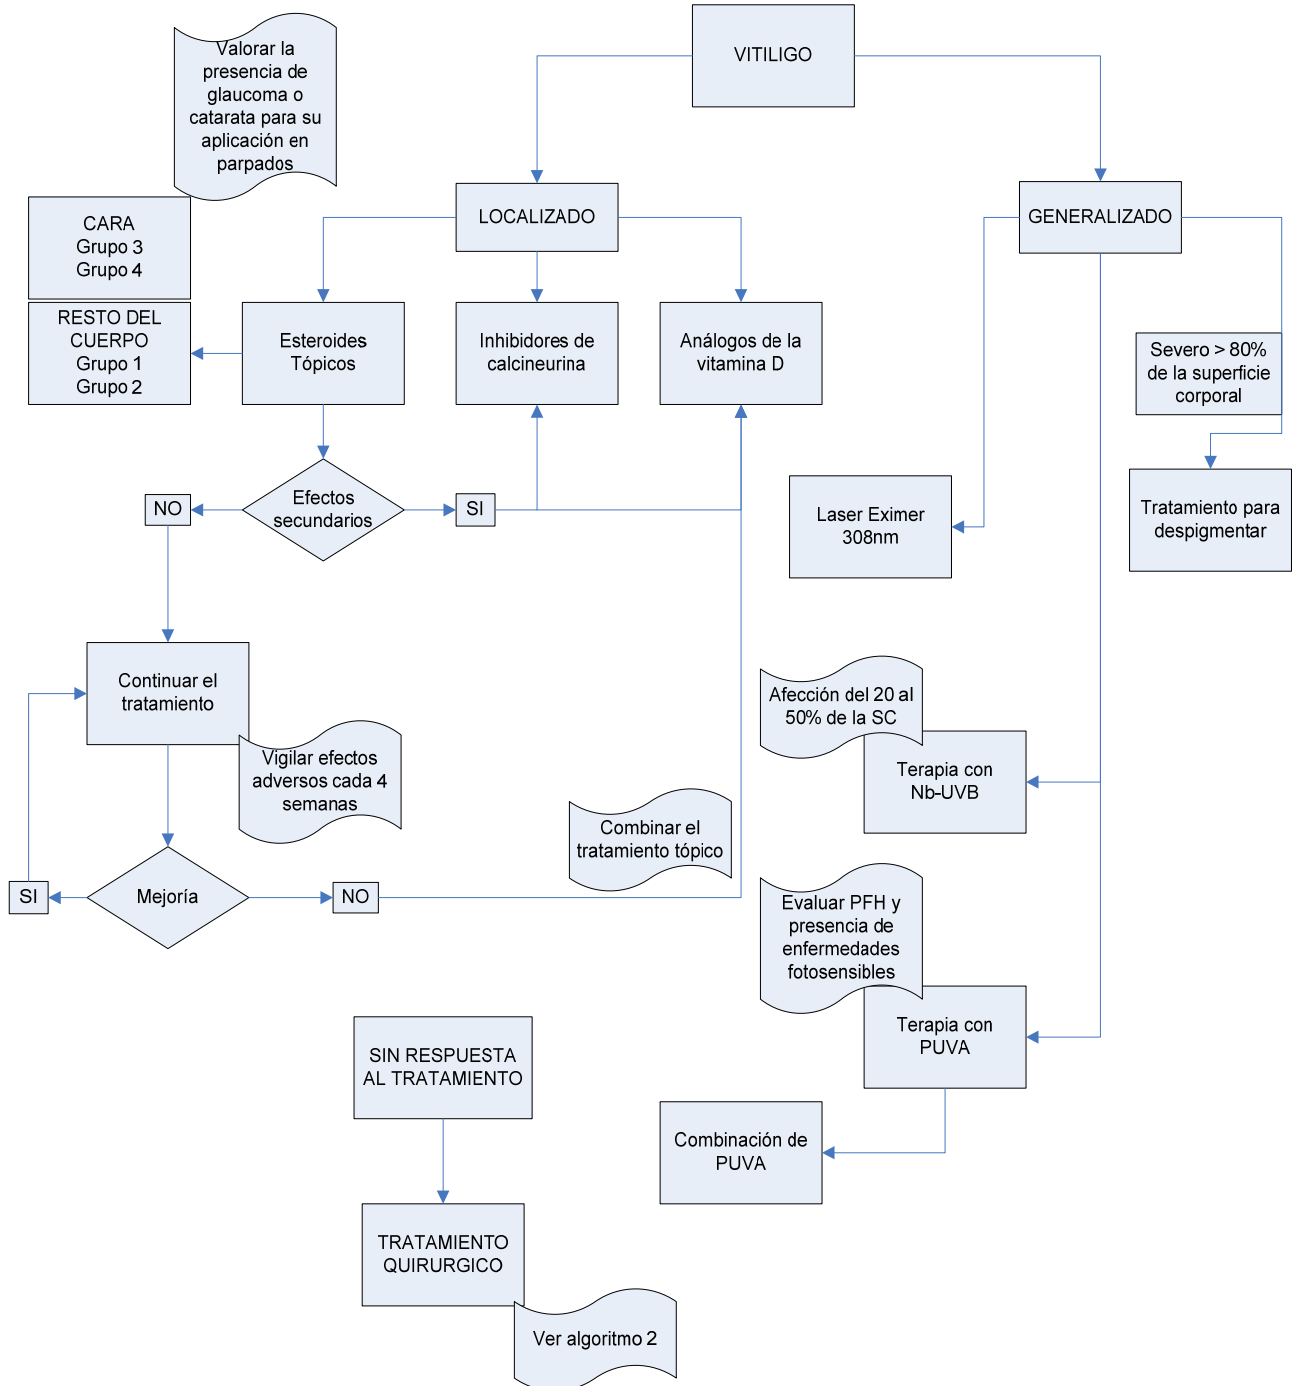 VITILIGO
Valorar la
presencia de
glaucoma o
catarata para su
aplicación en
parpados
LOCALIZADO
GENERALIZADO
CARA
Grupo 3
Grupo 4
RESTO DEL
CUERPO
Grupo 1
Grupo 2
Esteroides
Tópicos
Inhibidores de
calcineurina
Análogos de la
vitamina D
Severo > 80%
de la superficie
corporal
NO
Efectos
secundarios
SI
Laser Eximer
308nm
Tratamiento para
despigmentar
Continuar el
tratamiento
Vigilar efectos
adversos cada 4
semanas
Afección del 20 al
50% de la SC
Terapia con
Nb-UVB
Combinar el
tratamiento tópico
SI
Mejoría
NO
Evaluar PFH y
presencia de
enfermedades
fotosensibles
Terapia con
PUVA
SIN RESPUESTA
AL TRATAMIENTO
Combinación de
PUVA
TRATAMIENTO
QUIRURGICO
Ver algoritmo 2